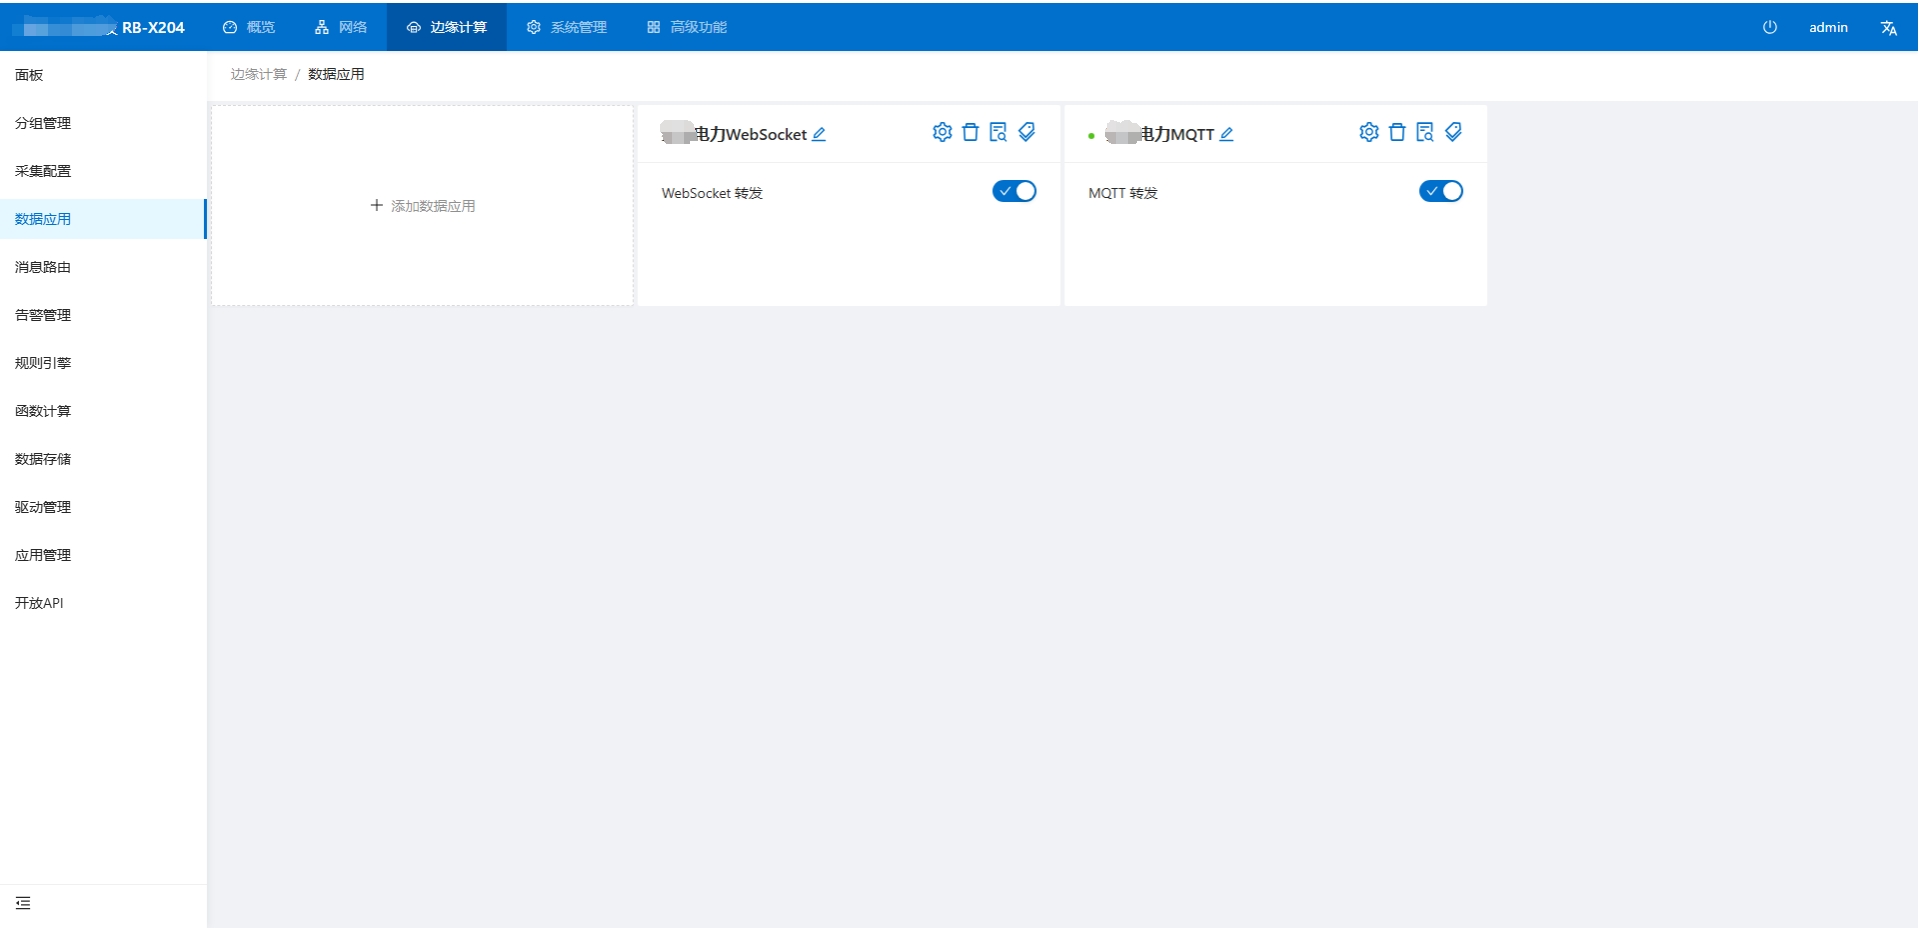 RB-X204 概览 网络 边缘计算 系统管理 高级功能 admin
面板
分组管理
采集配置
数据应用
消息路由
告警管理
规则引擎
函数计算
数据存储
驱动管理
应用管理
开放API
边缘计算 / 数据应用
添加数据应用
电力WebSocket
WebSocket 转发
电力MQTT
MQTT 转发